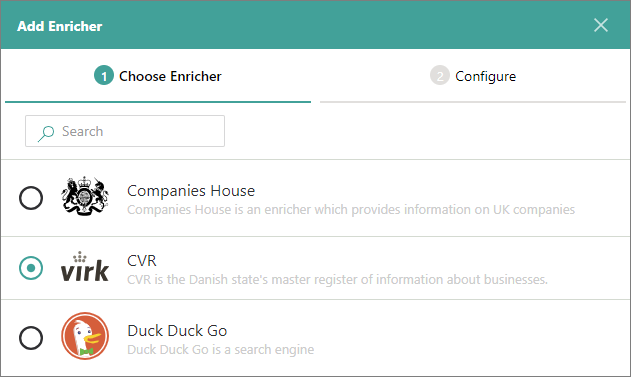 Add Enricher
1 Choose Enricher
2 Configure
Search
Companies House
Companies House is an enricher which provides information on UK companies
virk
CVR
CVR is the Danish state's master register of information about businesses.
Duck Duck Go
Duck Duck Go is a search engine